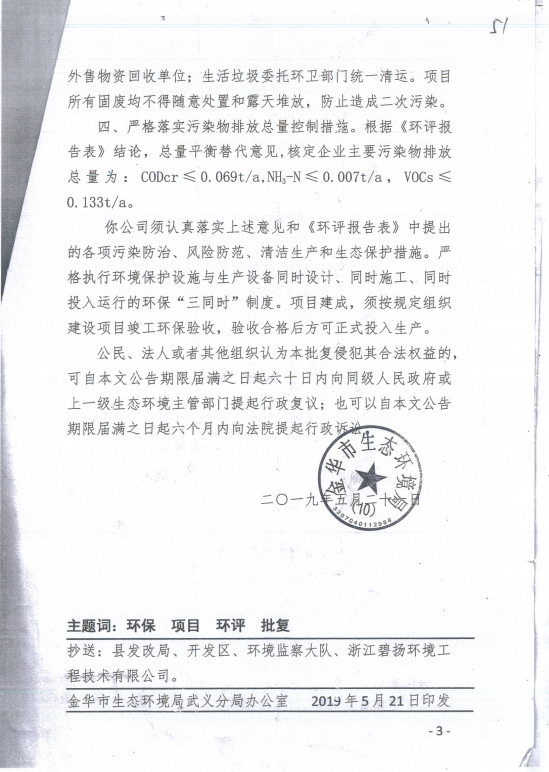 外售物资回收单位；生活垃圾委托环卫部门统一清运。项目
所有固废均不得随意处置和露天堆放，防止造成二次污染。
四、严格落实污染物排放总量控制措施。根据《环评报
告表》结论，总量平衡替代意见,核定企业主要污染物排放
总量为：CODcr≤0.069t/a,NH₃-N≤0.007t/a，VOCs≤
0.133t/a。
你公司须认真落实上述意见和《环评报告表》中提出
的各项污染防治、风险防范、清洁生产和生态保护措施。严
格执行环境保护设施与生产设备同时设计、同时施工、同时
投入运行的环保“三同时”制度。项目建成，须按规定组织
建设项目竣工环保验收，验收合格后方可正式投入生产。
公民、法人或者其他组织认为本批复侵犯其合法权益的，
可自本文公告期限届满之日起六十日内向同级人民政府或
上一级生态环境主管部门提起行政复议；也可以自本文公告
期限届满之日起六个月内向法院提起行政诉讼。
金华市生态环境局
(10)
二〇一九年五月二十 日
主题词：环保 项目 环评 批复
抄送：县发改局、开发区、环境监察大队、浙江碧扬环境工
程技术有限公司。
金华市生态环境局武义分局办公室 2019年5月21日印发
-3-